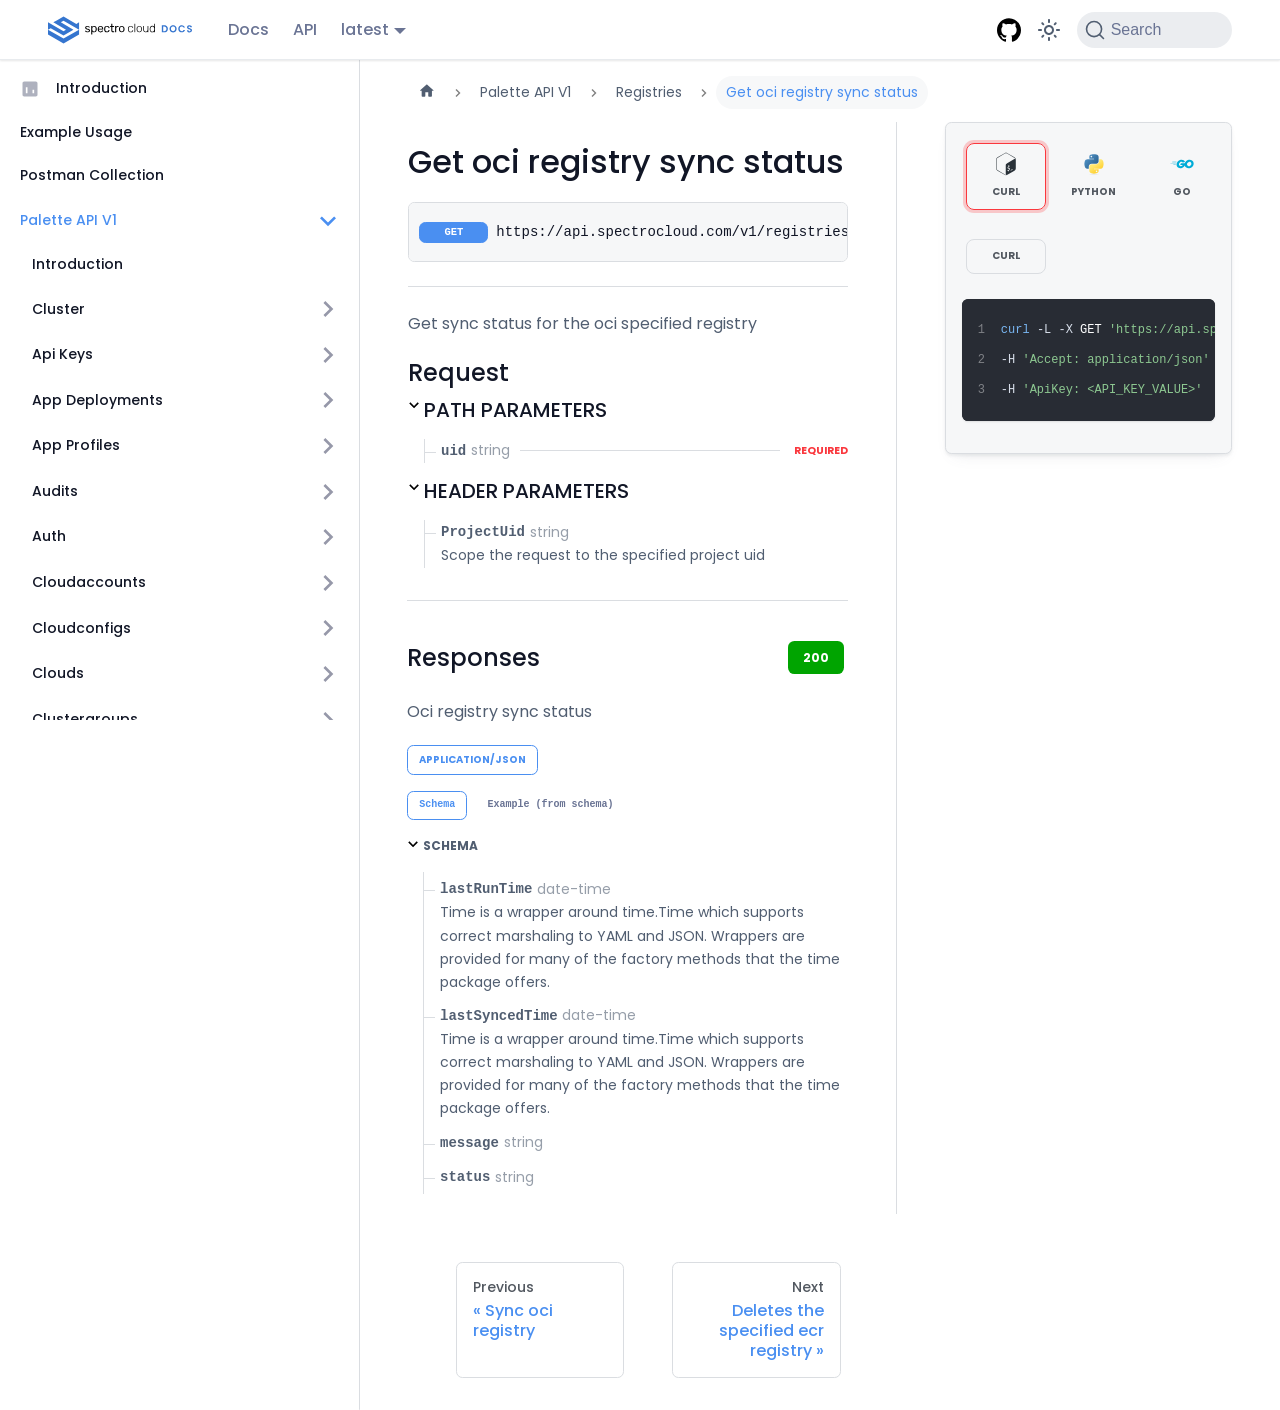 spectro cloud DOCS
Docs
API
latest
Search
Introduction
Example Usage
Postman Collection
Palette API V1
Introduction
Cluster
Api Keys
App Deployments
App Profiles
Audits
Auth
Cloudaccounts
Cloudconfigs
Clouds
Clustergroups
Palette API V1
Registries
Get oci registry sync status
Get oci registry sync status
GET https://api.spectrocloud.com/v1/registries
Get sync status for the oci specified registry
Request
PATH PARAMETERS
uid string REQUIRED
HEADER PARAMETERS
ProjectUid string
Scope the request to the specified project uid
Responses
200
Oci registry sync status
APPLICATION/JSON
Schema
Example (from schema)
SCHEMA
lastRunTime date-time
Time is a wrapper around time.Time which supports
correct marshaling to YAML and JSON. Wrappers are
provided for many of the factory methods that the time
package offers.
lastSyncedTime date-time
Time is a wrapper around time.Time which supports
correct marshaling to YAML and JSON. Wrappers are
provided for many of the factory methods that the time
package offers.
message string
status string
Previous
« Sync oci
registry
Next
Deletes the
specified ecr
registry »
CURL
PYTHON
GO
GO
CURL
1 curl -L -X GET 'https://api.sp
2 -H 'Accept: application/json'
3 -H 'ApiKey: <API_KEY_VALUE>'